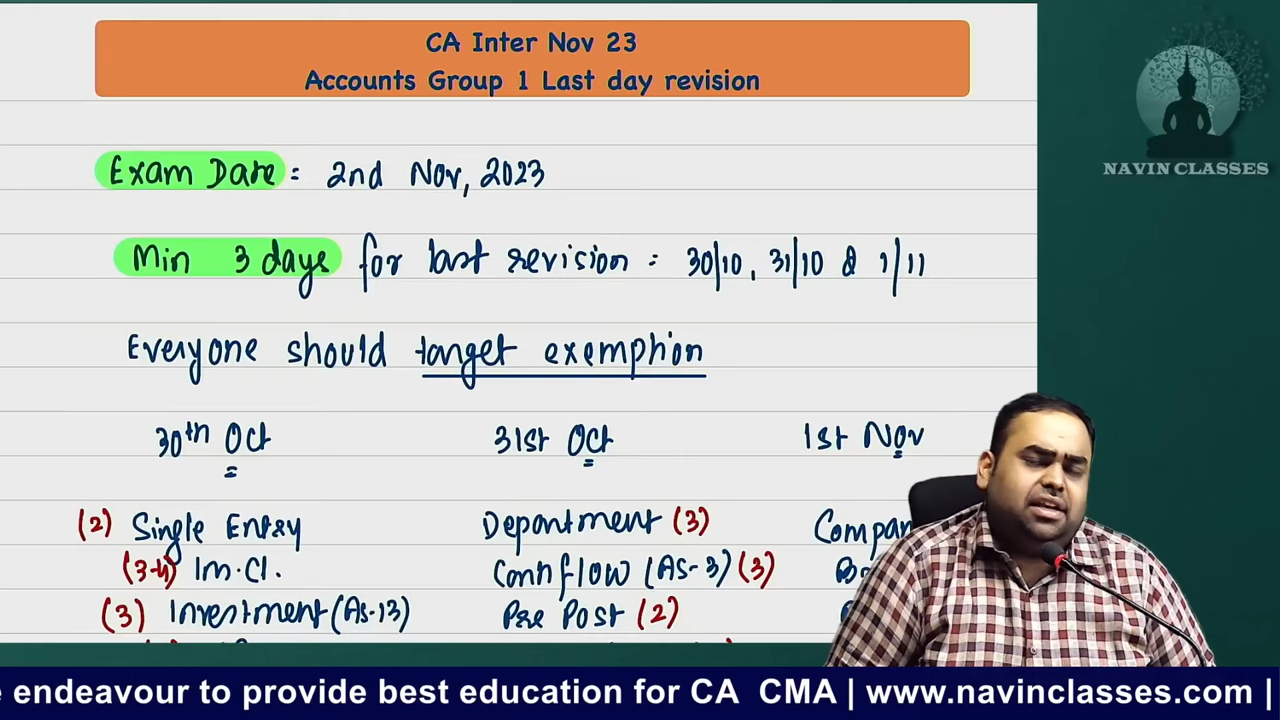 CA Inter Nov 23
Accounts Group 1 Last day revision
NAVIN CLASSES
Exam Date : 2nd Nov, 2023
Min 3 days for last revision : 30/10, 31/10 & 1/11
Everyone should target exemption
30th Oct 31st Oct 1st Nov
(2) Single Entry Department (3) Compan
(3-4) Im. Cl. Cashflow (AS-3) (3)
(3) Investment (AS-13) Pre Post (2)
endeavour to provide best education for CA CMA | www.navinclasses.com |